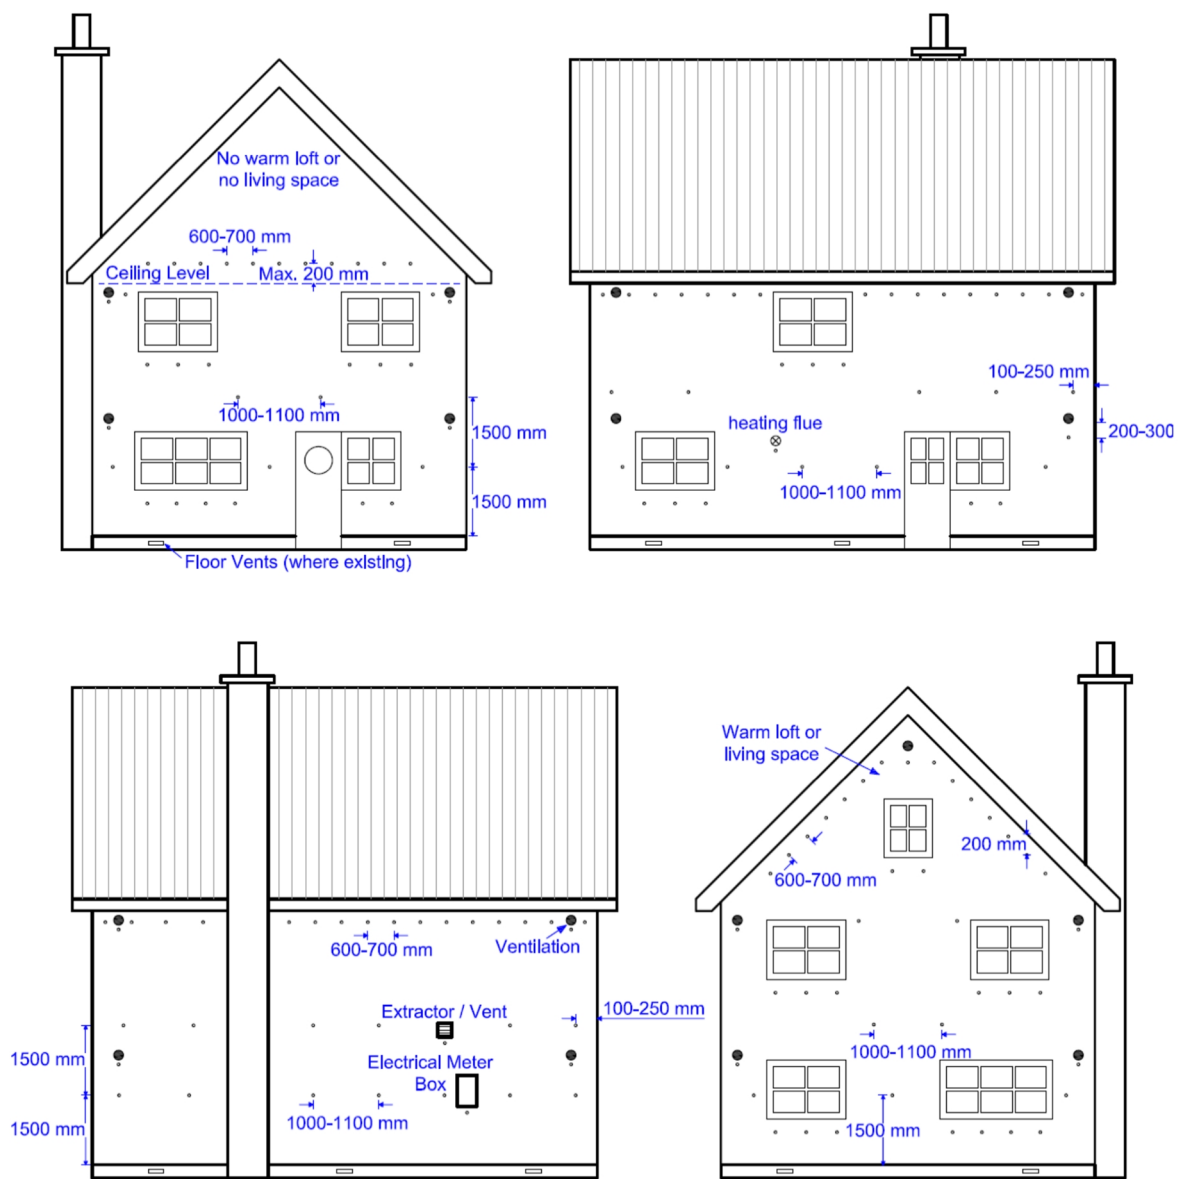 No warm loft or
no living space
600-700 mm
Ceiling Level
Max. 200 mm
1000-1100 mm
1500 mm
1500 mm
Floor Vents (where existing)
100-250 mm
heating flue
200-300
1000-1100 mm
600-700 mm
Ventilation
100-250 mm
Extractor / Vent
1500 mm
Electrical Meter
Box
1000-1100 mm
1500 mm
Warm loft or
living space
200 mm
600-700 mm
1000-1100 mm
1500 mm